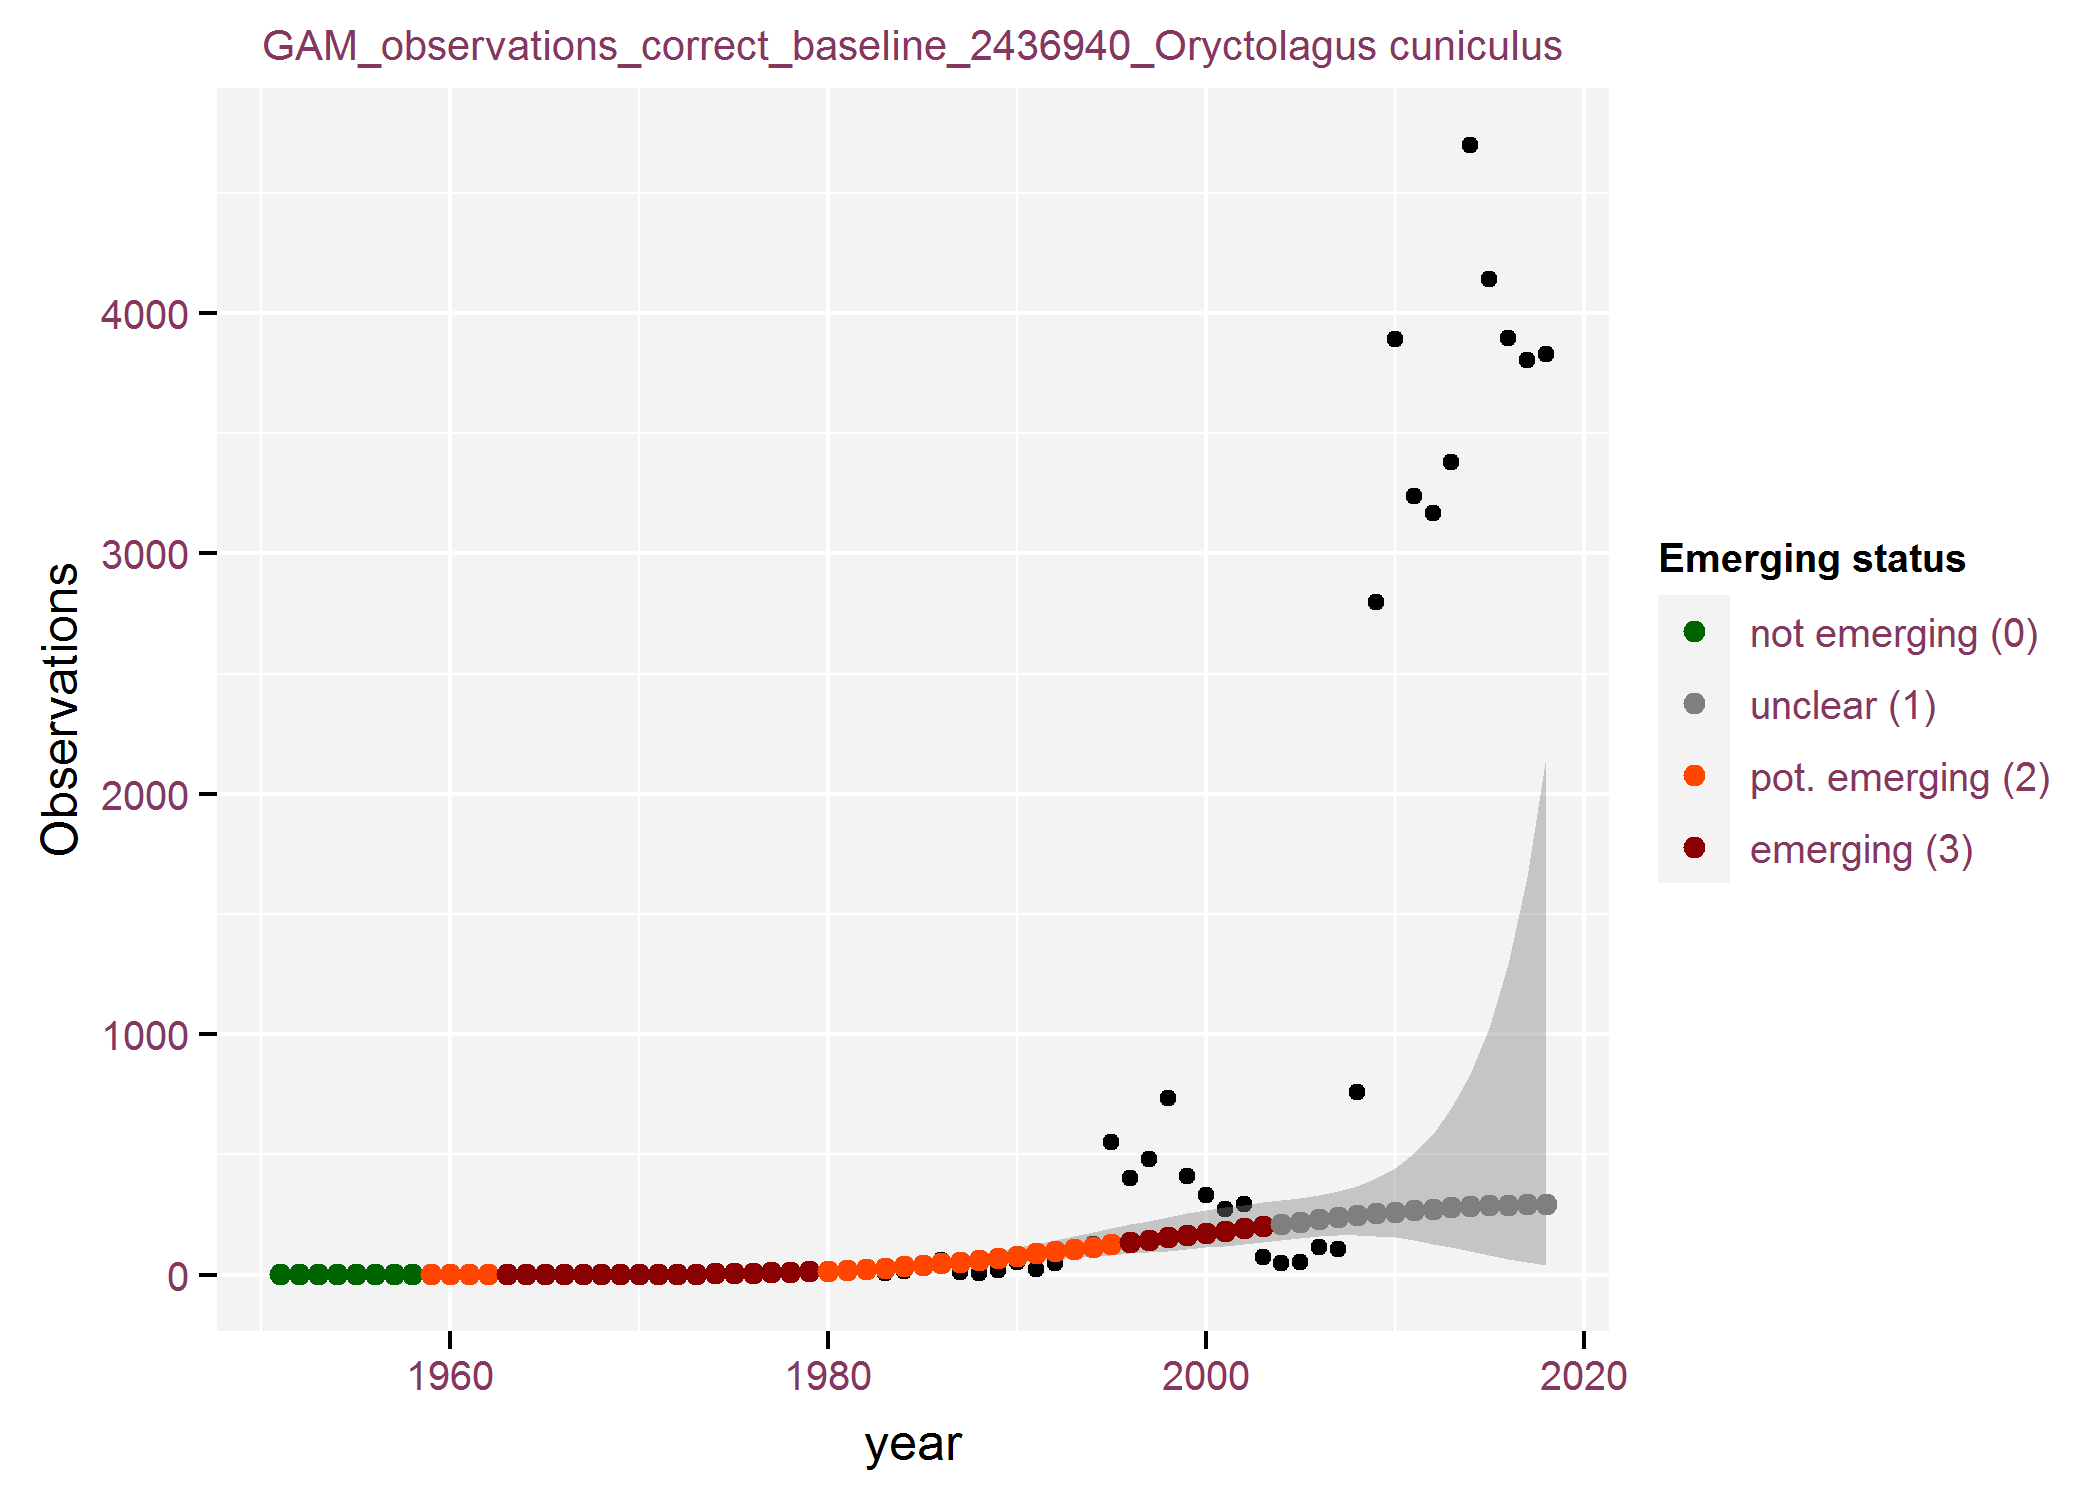 GAM_observations_correct_baseline_2436940_Oryctolagus cuniculus
Observations
4000
3000
2000
1000
0
1960
1980
2000
2020
year
Emerging status
not emerging (0)
unclear (1)
pot. emerging (2)
emerging (3)